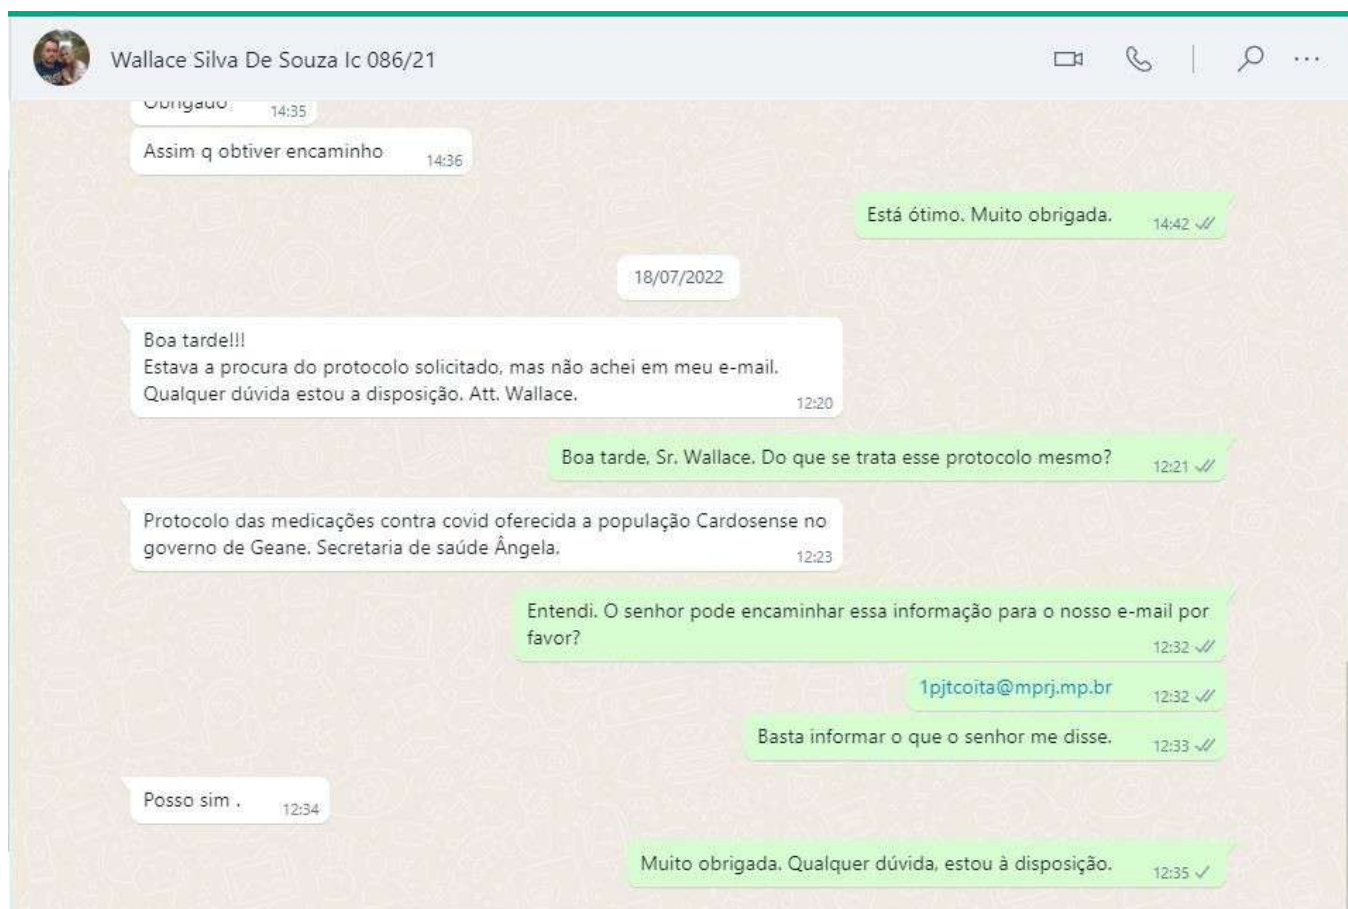 Wallace Silva De Souza Ic 086/21
Obrigado 14:35
Assim q obtiver encaminho 14:36
Está ótimo. Muito obrigada. 14:42
18/07/2022
Boa tarde!!!
Estava a procura do protocolo solicitado, mas não achei em meu e-mail.
Qualquer dúvida estou a disposição. Att. Wallace. 12:20
Boa tarde, Sr. Wallace. Do que se trata esse protocolo mesmo? 12:21
Protocolo das medicações contra covid oferecida a população Cardosense no
governo de Geane. Secretaria de saúde Ângela. 12:23
Entendi. O senhor pode encaminhar essa informação para o nosso e-mail por
favor? 12:32
1pjtcoita@mprj.mp.br 12:32
Basta informar o que o senhor me disse. 12:33
Posso sim . 12:34
Muito obrigada. Qualquer dúvida, estou à disposição. 12:35